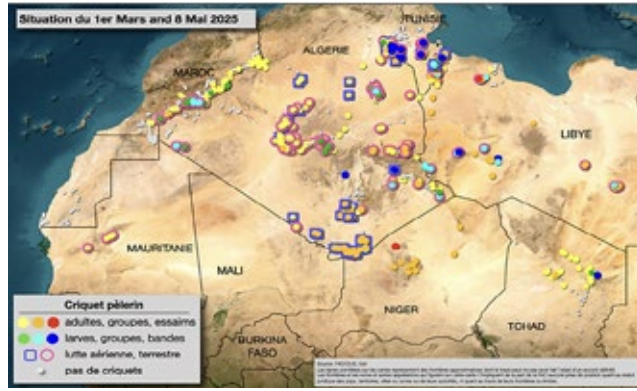 Situation du 1er Mars and 8 Mai 2025
TUNISIE
ALGERIE
MAROC
LIBYE
MAURITANIE
MALI
NIGER
TCHAD
BURKINA
FASO
Criquet pèlerin
adultes, groupes, essaims
larves, groupes, bandes
lutte aérienne, terrestre
pas de criquets